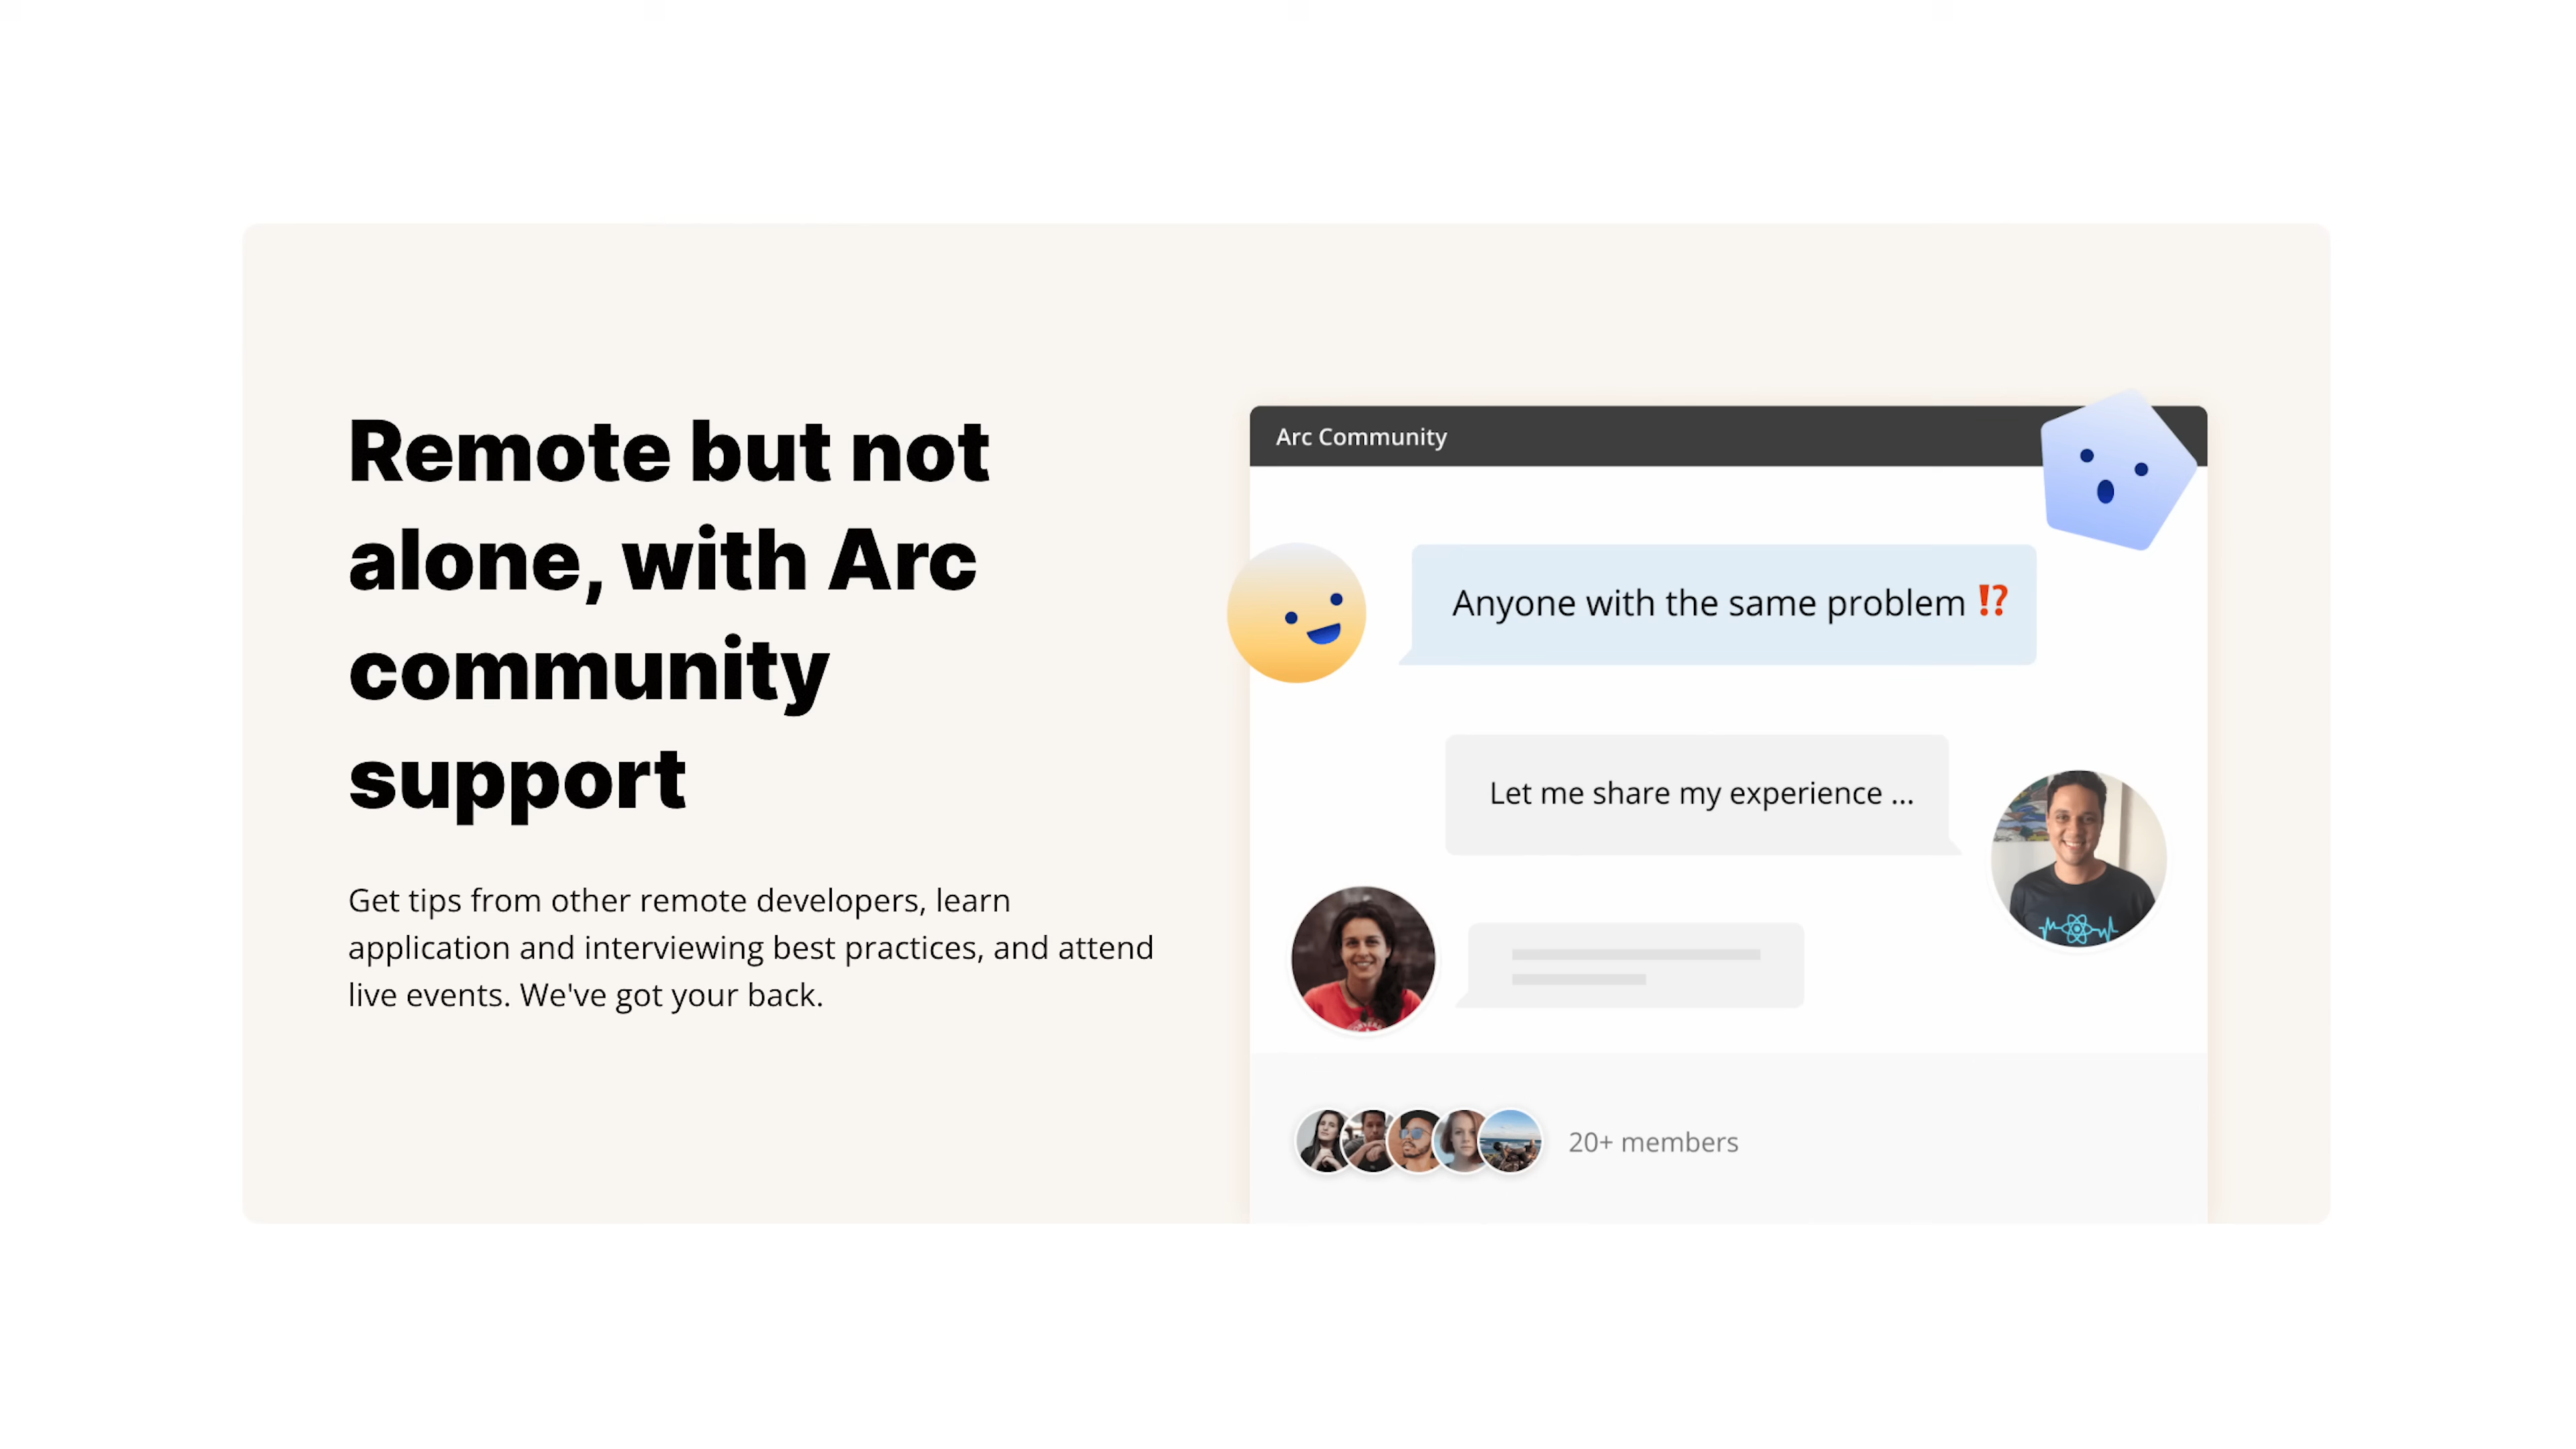 Remote but not
alone, with Arc
community
support
Get tips from other remote developers, learn
application and interviewing best practices, and attend
live events. We've got your back.
Arc Community
Anyone with the same problem ⁉
Let me share my experience ...
20+ members